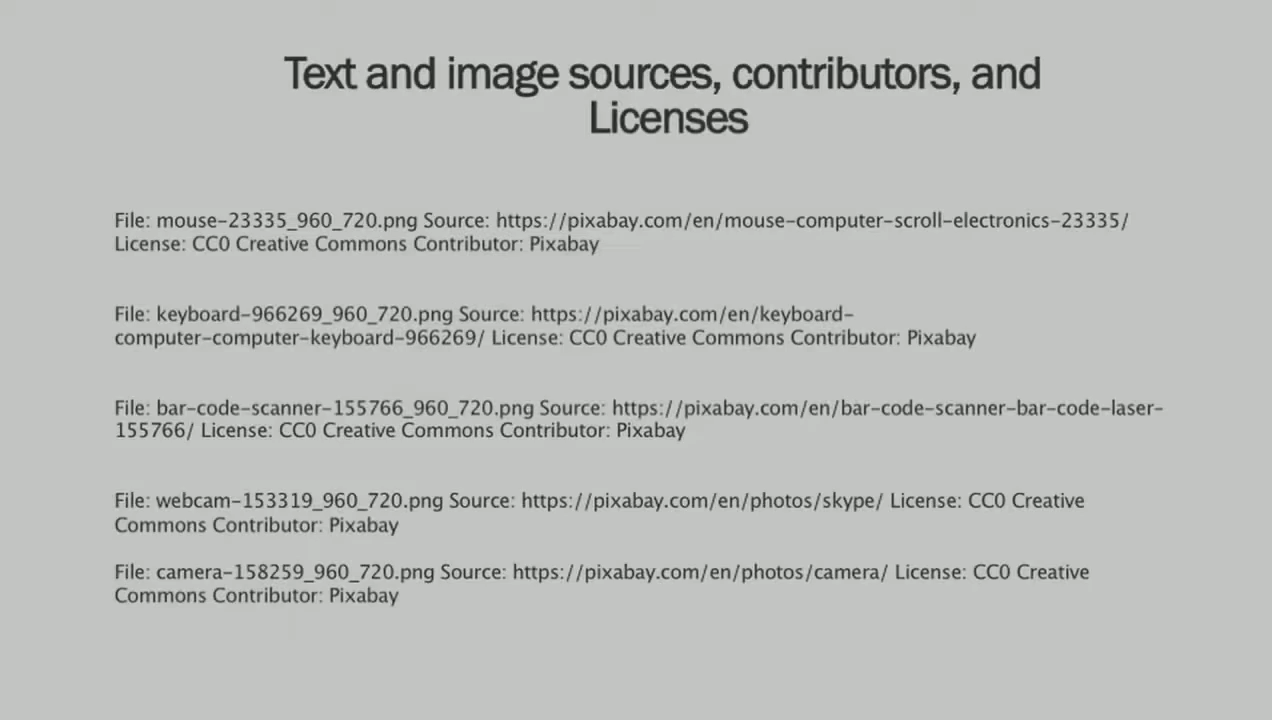 Text and image sources, contributors, and
Licenses
File: mouse-23335_960_720.png Source: https://pixabay.com/en/mouse-computer-scroll-electronics-23335/
License: CC0 Creative Commons Contributor: Pixabay
File: keyboard-966269_960_720.png Source: https://pixabay.com/en/keyboard-
computer-computer-keyboard-966269/ License: CC0 Creative Commons Contributor: Pixabay
File: bar-code-scanner-155766_960_720.png Source: https://pixabay.com/en/bar-code-scanner-bar-code-laser-
155766/ License: CC0 Creative Commons Contributor: Pixabay
File: webcam-153319_960_720.png Source: https://pixabay.com/en/photos/skype/ License: CC0 Creative
Commons Contributor: Pixabay
File: camera-158259_960_720.png Source: https://pixabay.com/en/photos/camera/ License: CC0 Creative
Commons Contributor: Pixabay